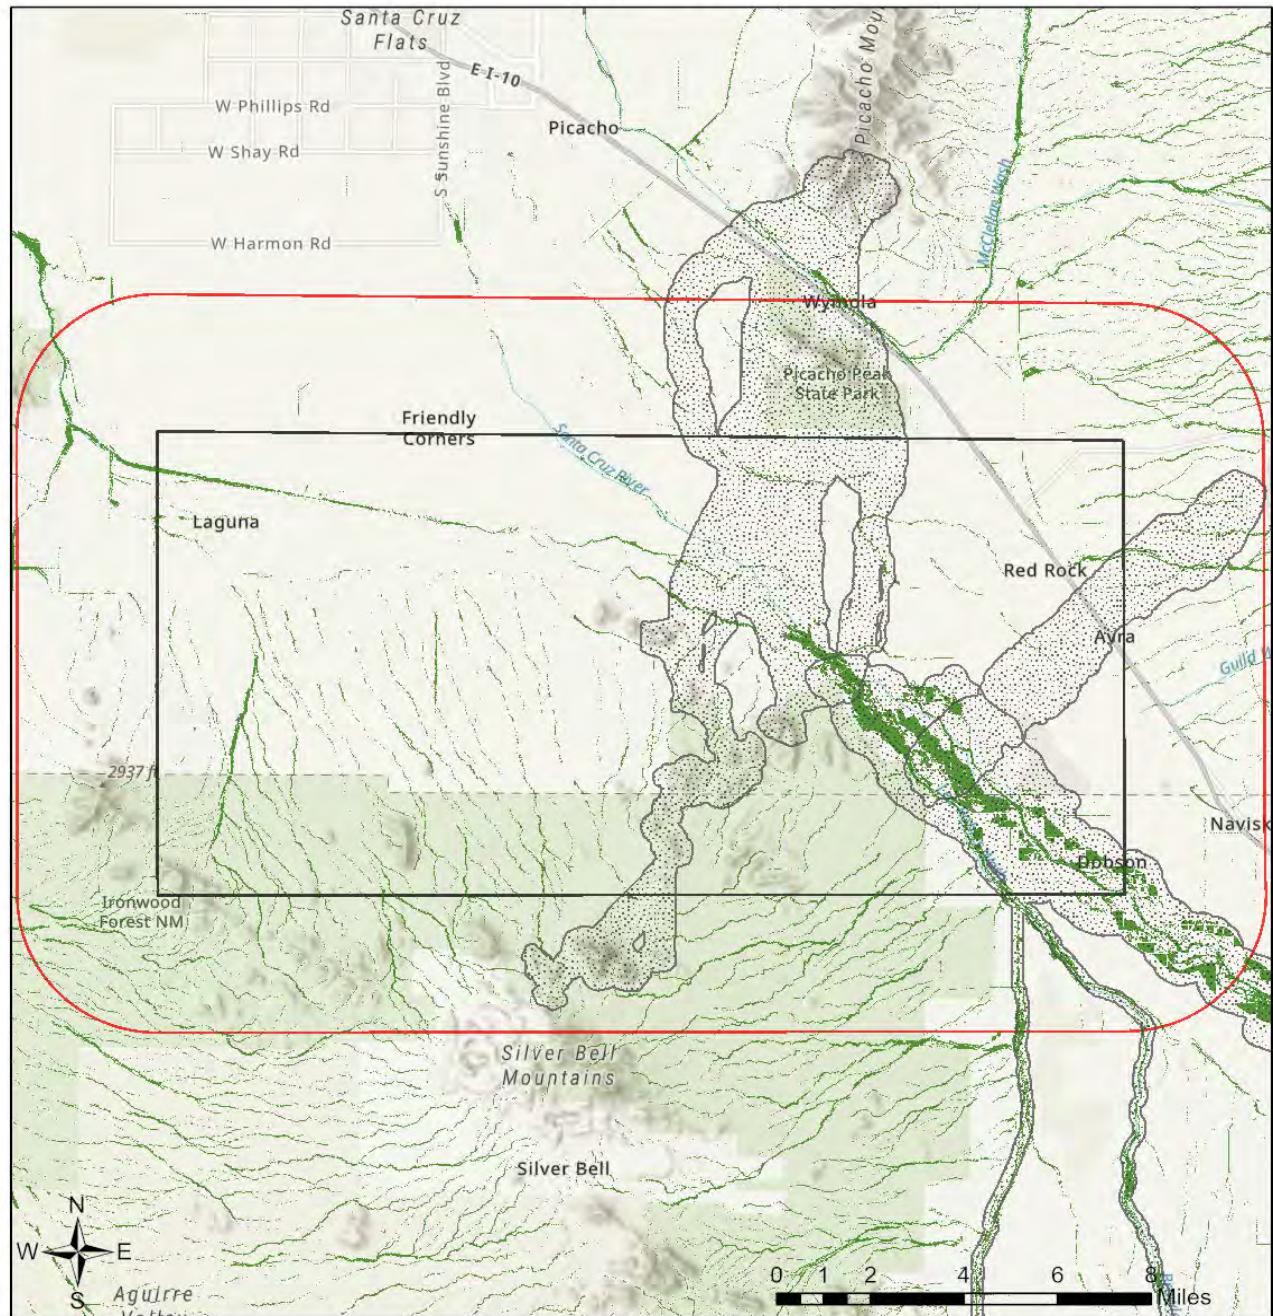 Santa Cruz
Flats
E I-10
W Phillips Rd
Picacho
W Shay Rd
S Sunshine Blvd
McClellan Wash
W Harmon Rd
Wymola
Picacho Peak
State Park
Friendly
Corners
Santa Cruz River
Laguna
Red Rock
Avra
2937 ft
Dobson
Ironwood
Forest NM
Silver Bell
Mountains
Silver Bell
N
W E
S
Aguirre
0 1 2 4 6 8
Miles